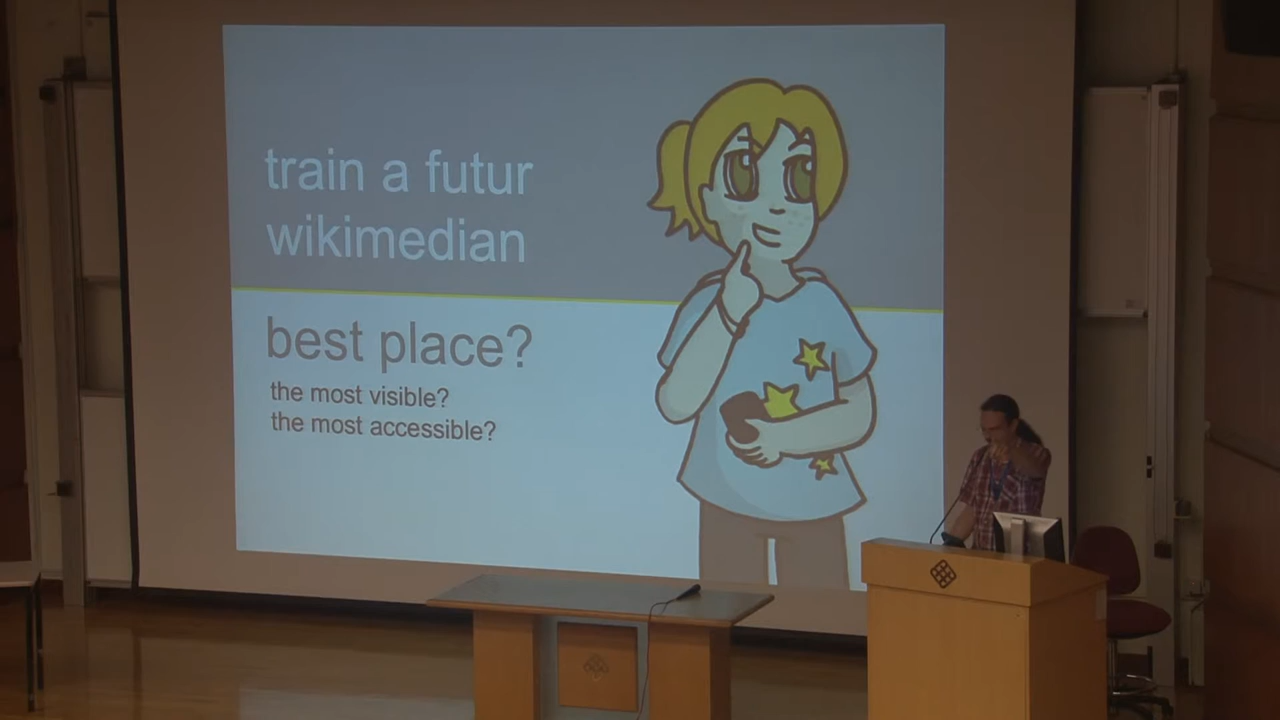 train a futur
wikimedian
best place?
the most visible?
the most accessible?